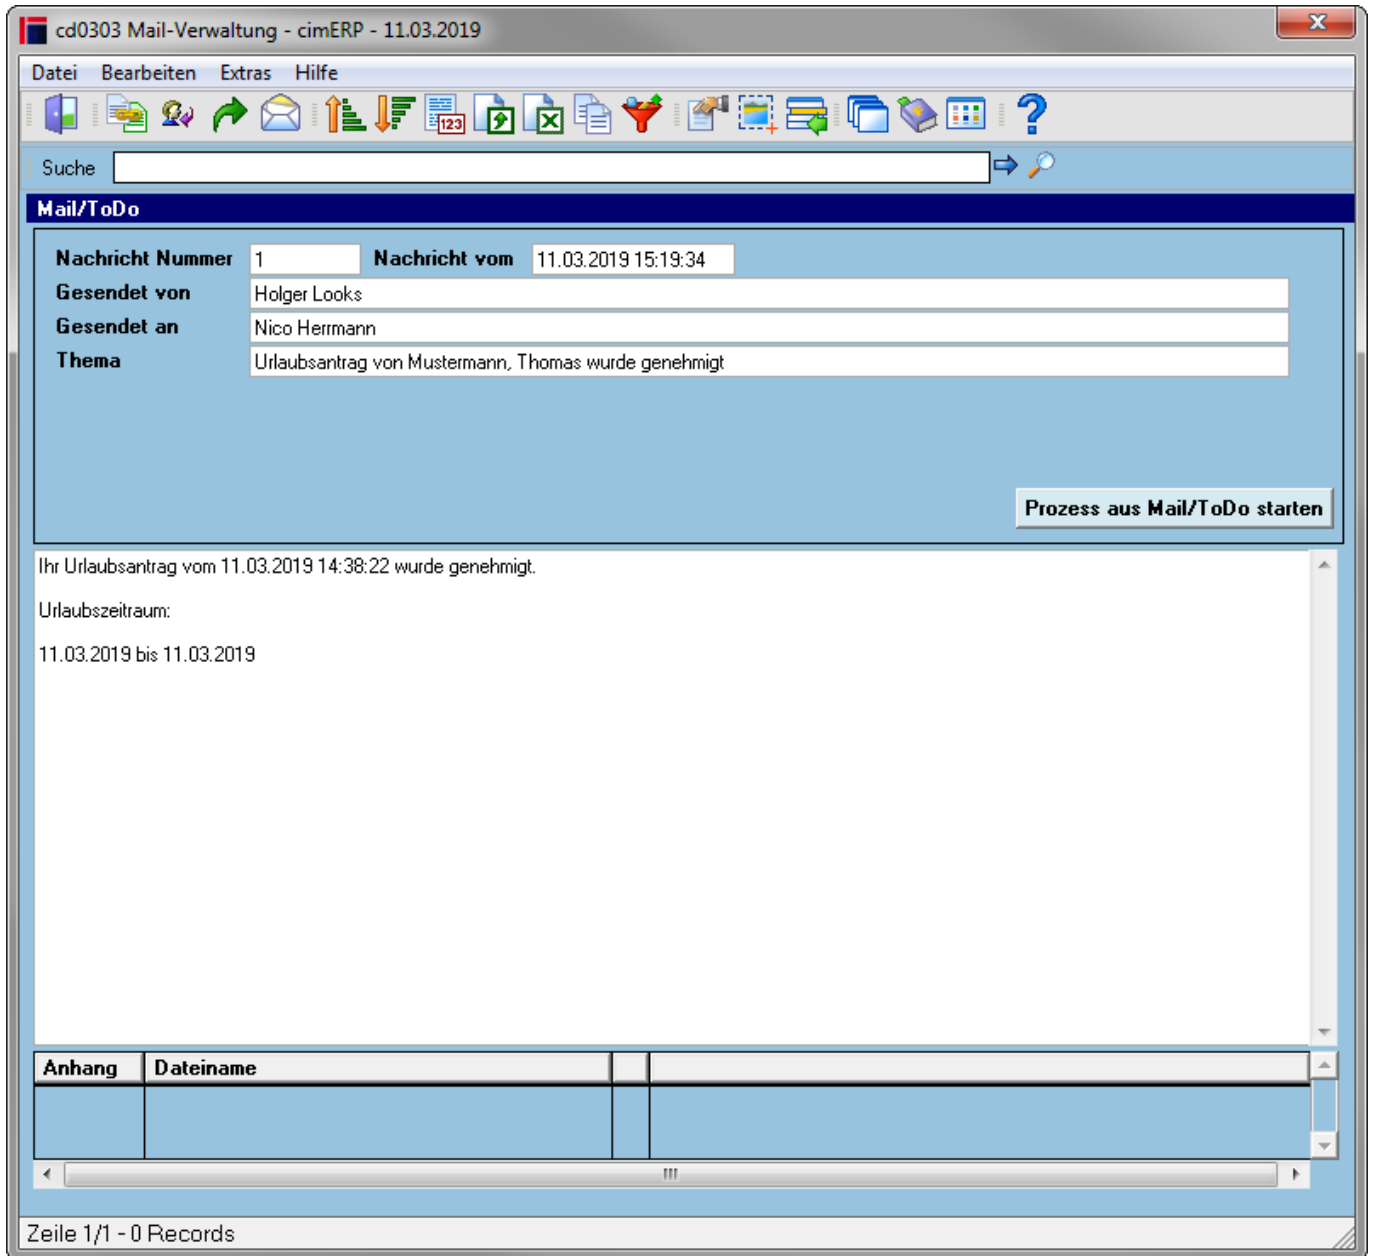 cd0303 Mail-Verwaltung - cimERP - 11.03.2019
Datei Bearbeiten Extras Hilfe
123
Suche
Mail/ToDo
Nachricht Nummer 1 Nachricht vom 11.03.2019 15:19:34
Gesendet von Holger Looks
Gesendet an Nico Herrmann
Thema Urlaubsantrag von Mustermann, Thomas wurde genehmigt
Prozess aus Mail/ToDo starten
Ihr Urlaubsantrag vom 11.03.2019 14:38:22 wurde genehmigt.
Urlaubszeitraum:
11.03.2019 bis 11.03.2019
Anhang Dateiname
Zeile 1/1 - 0 Records